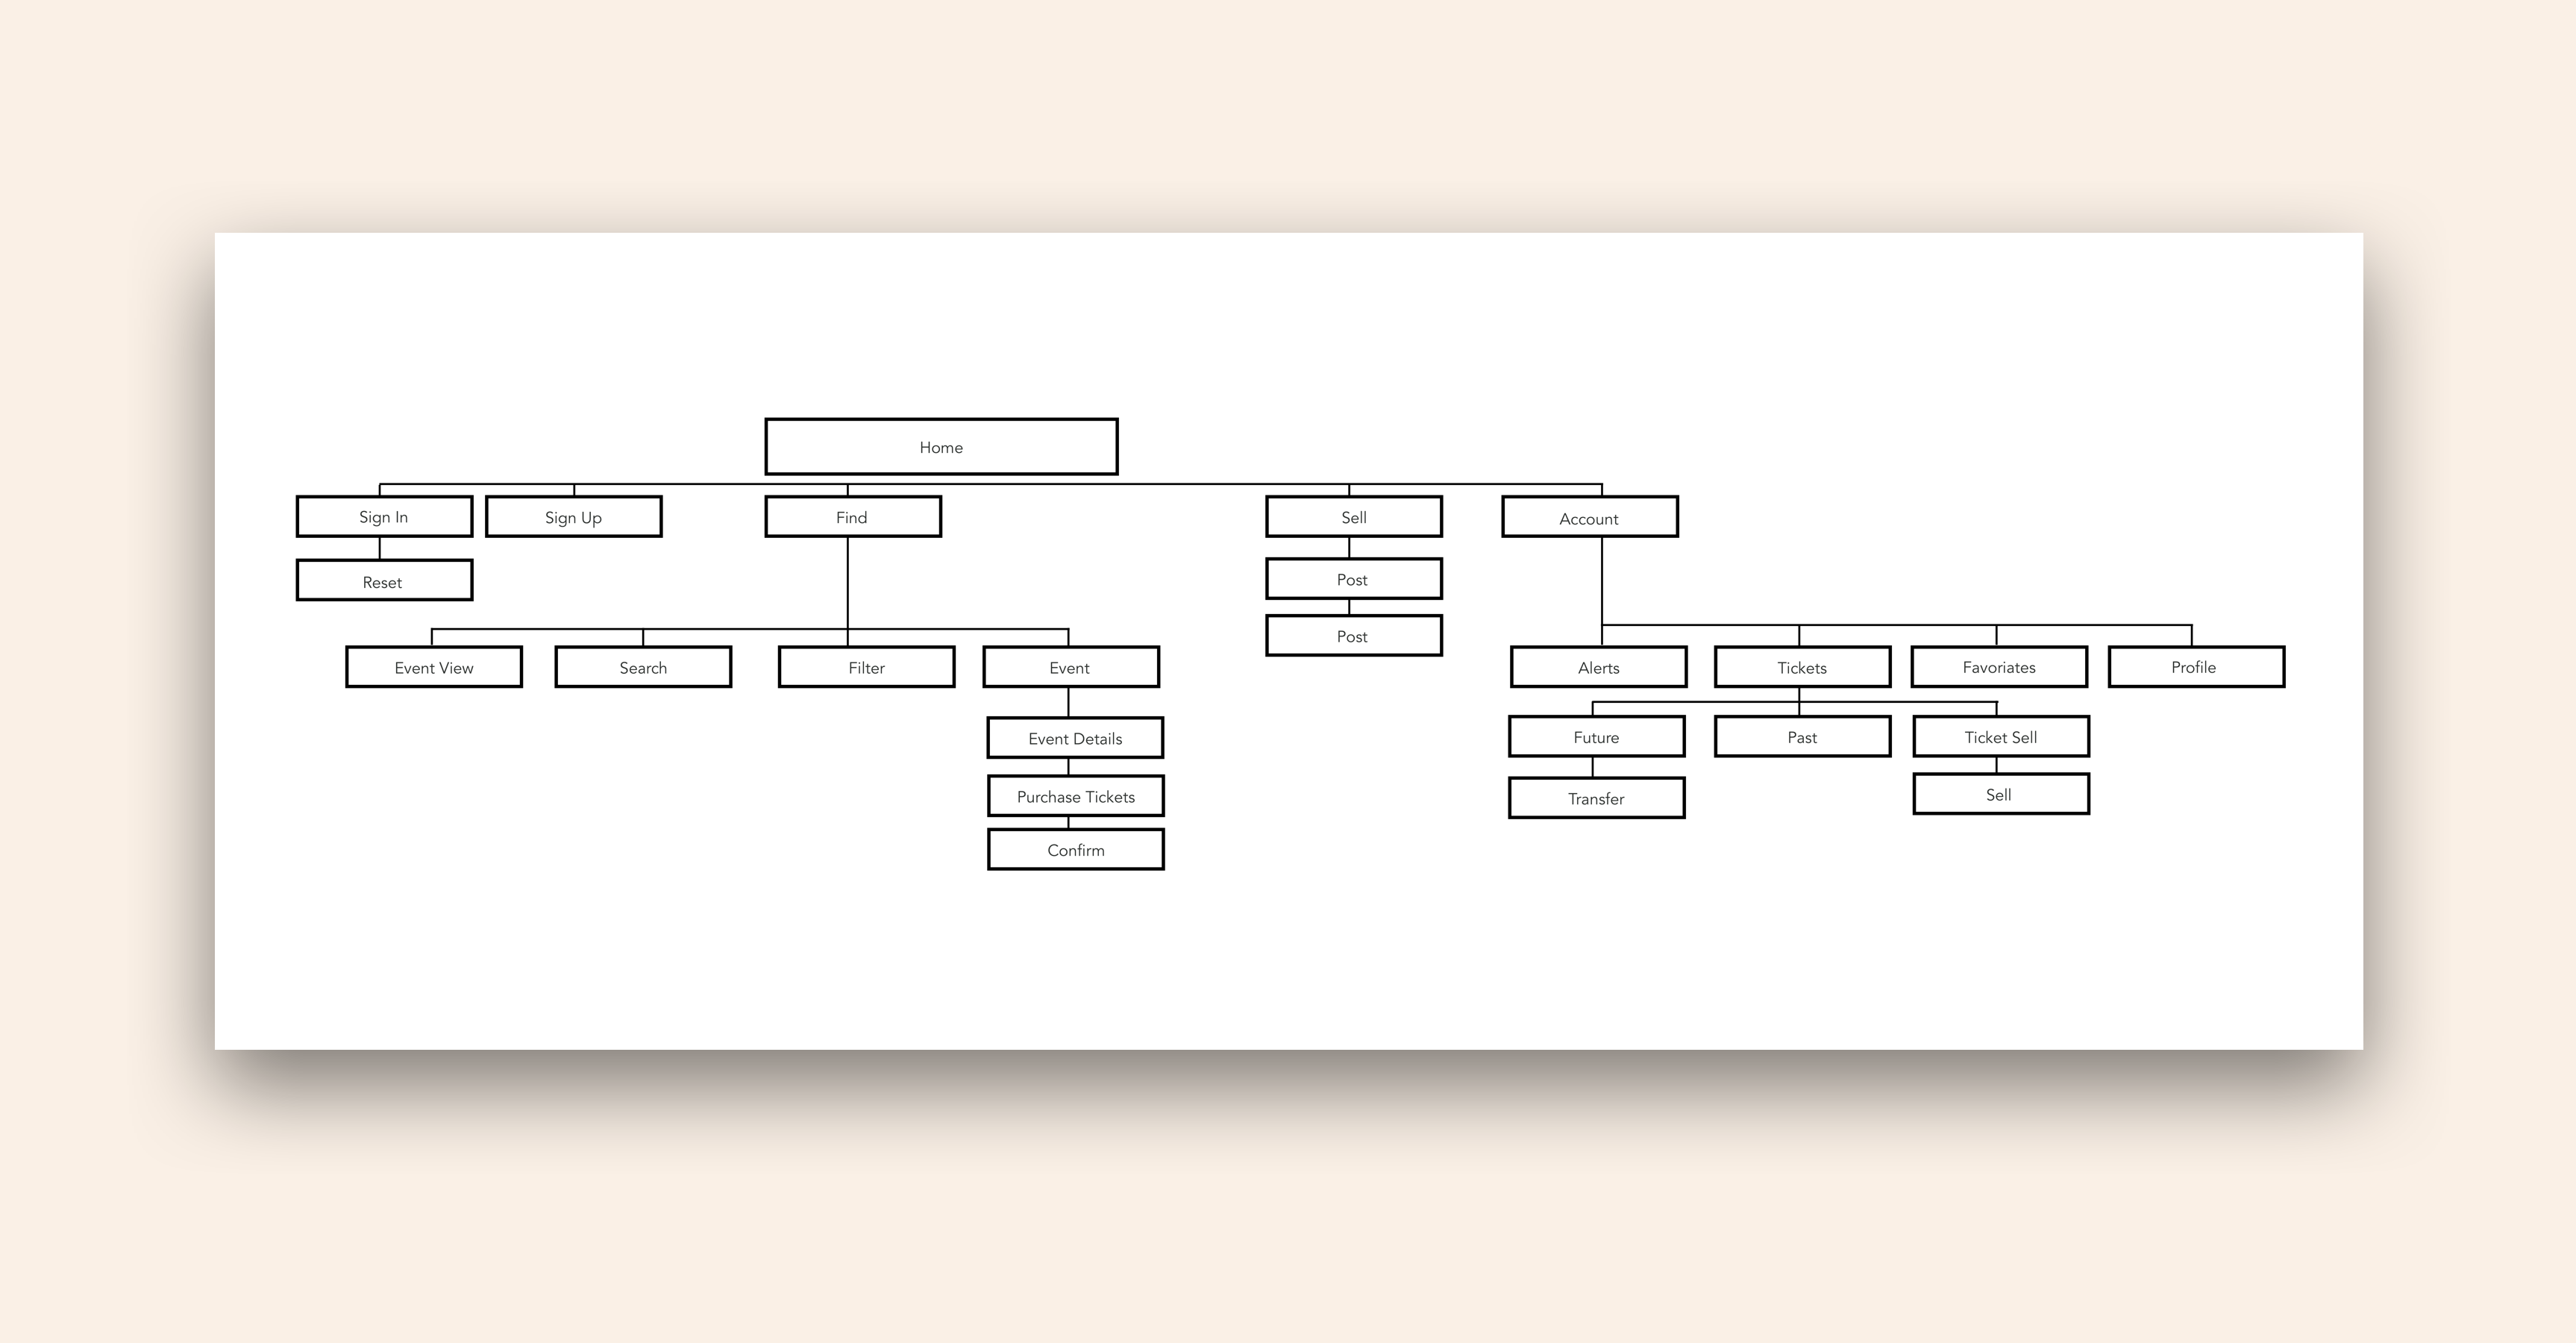 Home
Sign In
Sign Up
Find
Sell
Account
Reset
Post
Post
Event View
Search
Filter
Event
Alerts
Tickets
Favoriates
Profile
Event Details
Future
Past
Ticket Sell
Purchase Tickets
Transfer
Sell
Confirm